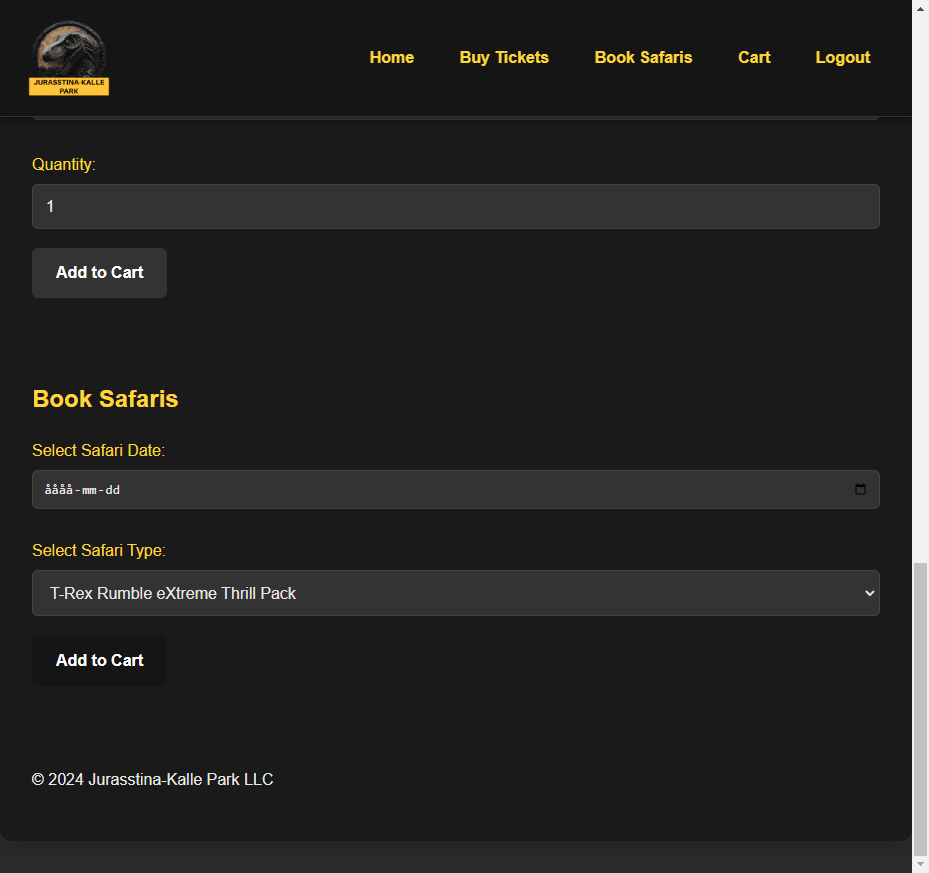 JURASSTINA-KALLE
PARK
Home Buy Tickets Book Safaris Cart Logout
Quantity:
1
Add to Cart
Book Safaris
Select Safari Date:
åååå-mm-dd
Select Safari Type:
T-Rex Rumble eXtreme Thrill Pack
Add to Cart
© 2024 Jurasstina-Kalle Park LLC